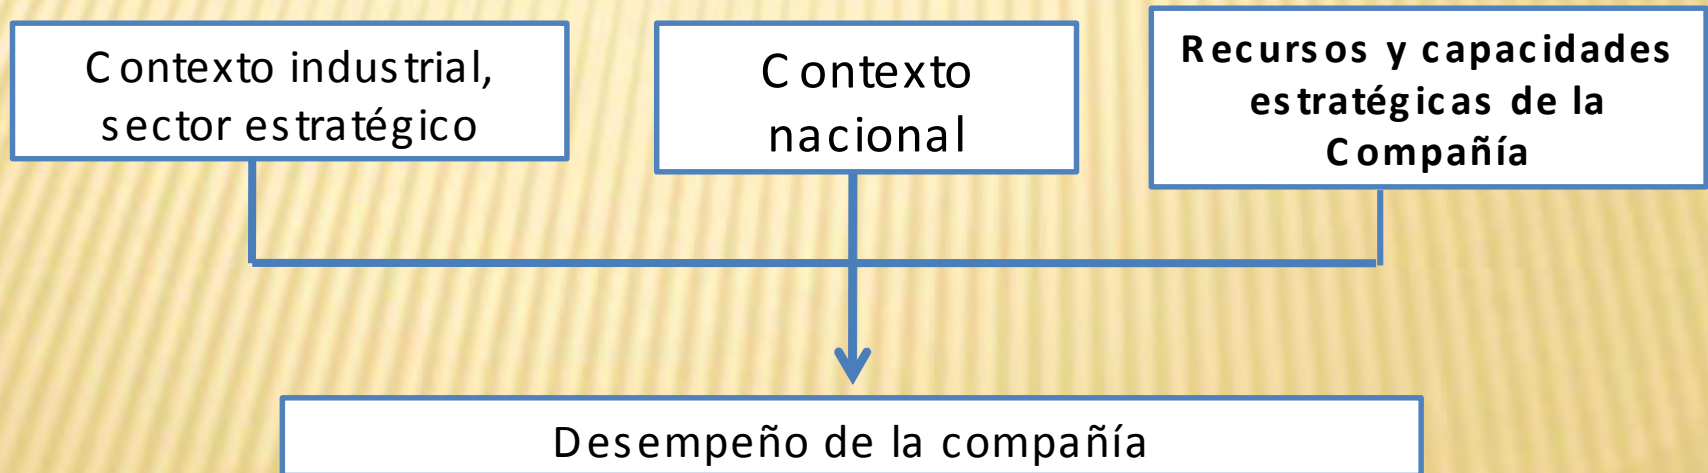 Contexto industrial,
sector estratégico
Contexto
nacional
Recursos y capacidades
estratégicas de la
Compañía
Desempeño de la compañía